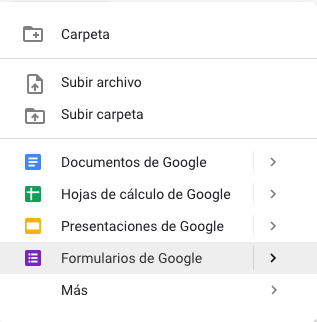 Carpeta
Subir archivo
Subir carpeta
Documentos de Google
Hojas de cálculo de Google
Presentaciones de Google
Formularios de Google
Más